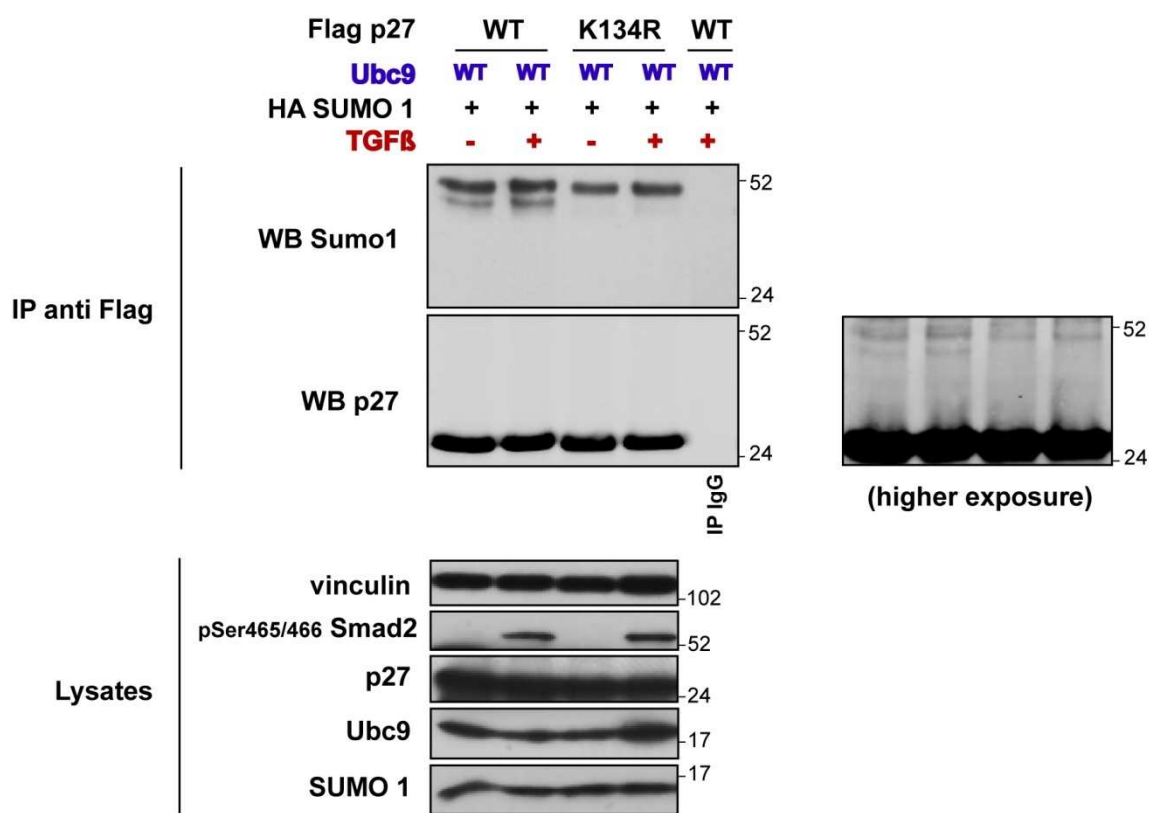 Flag p27 WT K134R WT
Ubc9 WT WT WT WT WT
HA SUMO 1 + + + + +
TGFß - + - + +
52
WB Sumo1
24
IP anti Flag
52
WB p27
24
IP IgG
52
24
(higher exposure)
vinculin
102
pSer465/466 Smad2
52
Lysates
p27
24
Ubc9
17
17
SUMO 1